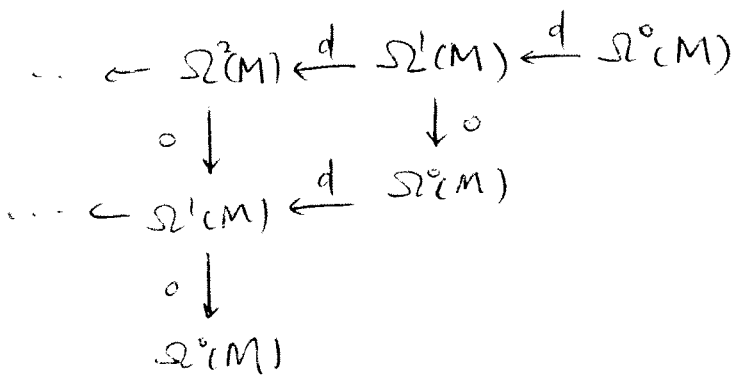 ... ← Ω²(M) ←d Ω¹(M) ←d Ω⁰(M)
0 ↓ ↓ 0
... ← Ω¹(M) ←d Ω⁰(M)
0 ↓
Ω⁰(M)